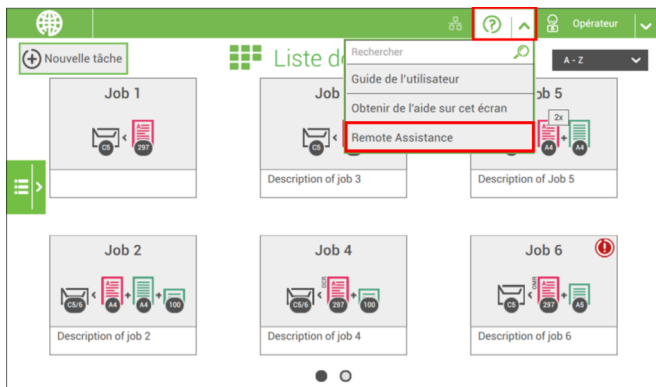 Opérateur
Nouvelle tâche
Liste de
A - Z
Rechercher
Guide de l'utilisateur
Obtenir de l'aide sur cet écran
Remote Assistance
Job 1
C5
297
Job
C5
Description of job 3
ob 5
2x
A4
A4
Description of Job 5
Job 2
C5/6
A4
A4
100
Description of job 2
Job 4
C5/6
OCR
297
100
Description of job 4
Job 6
C5
OMR
297
A5
Description of job 6